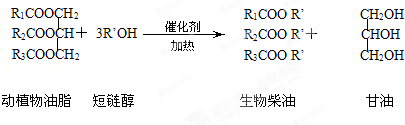 R₁COOCH₂ R₁COO R' CH₂OH
R₂COOCH + 3R'OH 催化剂 加热 R₂COO R' + CHOH
R₃COOCH₂ R₃COO R' CH₂OH
动植物油脂 短链醇 生物柴油 甘油